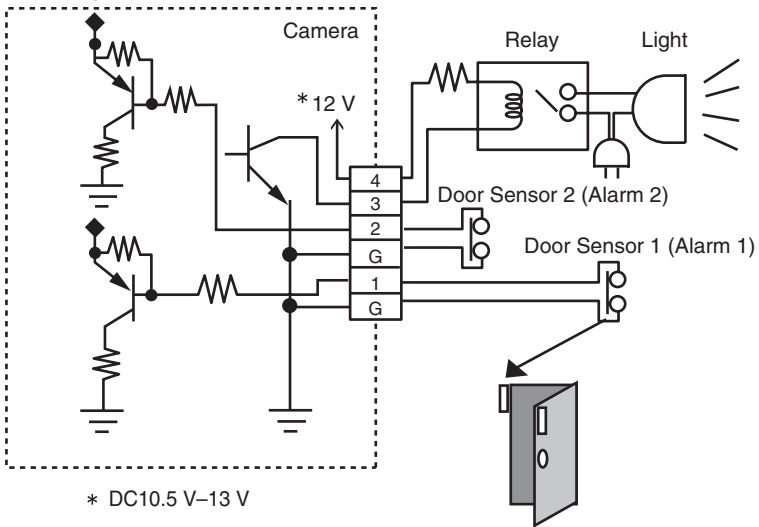 Camera
Relay
Light
* 12 V
4
3
2
G
1
G
Door Sensor 2 (Alarm 2)
Door Sensor 1 (Alarm 1)
* DC10.5 V–13 V